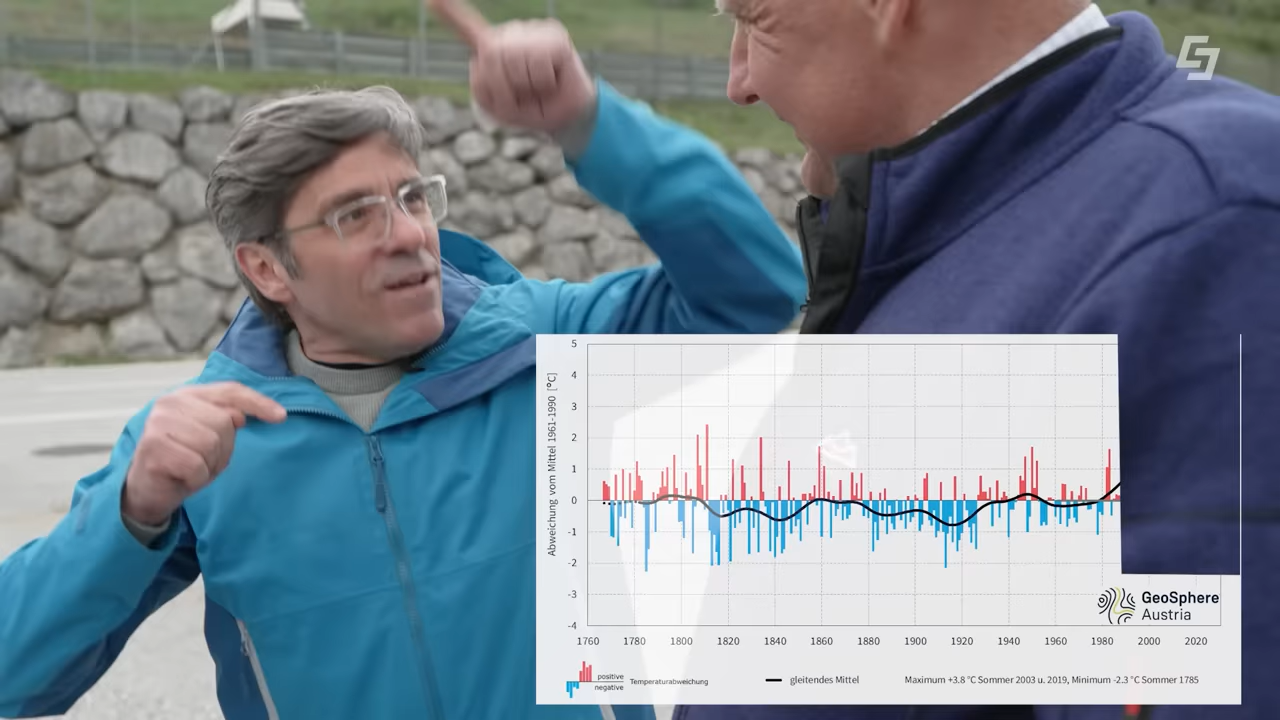 5
4
3
2
1
0
-1
-2
-3
-4
Abweichung vom Mittel 1961-1990 [°C]
1760 1780 1800 1820 1840 1860 1880 1900 1920 1940 1960 1980 2000 2020
GeoSphere
Austria
positive
negative
Temperaturabweichung
gleitendes Mittel
Maximum +3.8 °C Sommer 2003 u. 2019, Minimum -2.3 °C Sommer 1785